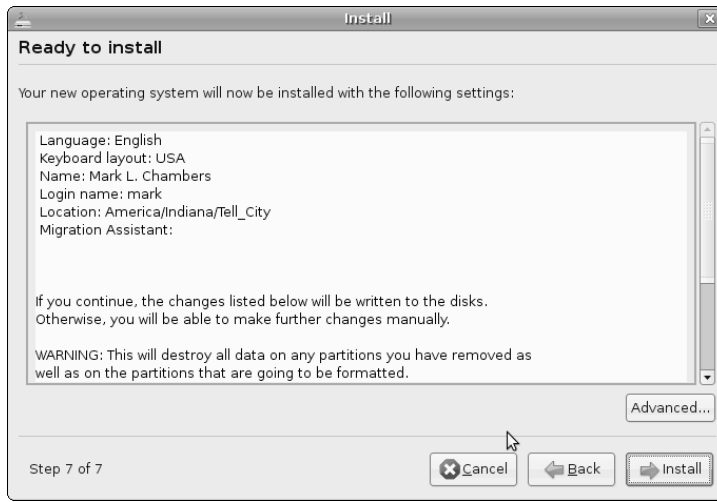 Install
Ready to install
Your new operating system will now be installed with the following settings:
Language: English
Keyboard layout: USA
Name: Mark L. Chambers
Login name: mark
Location: America/Indiana/Tell_City
Migration Assistant:
If you continue, the changes listed below will be written to the disks.
Otherwise, you will be able to make further changes manually.
WARNING: This will destroy all data on any partitions you have removed as
well as on the partitions that are going to be formatted.
Advanced...
Step 7 of 7
Cancel
Back
Install